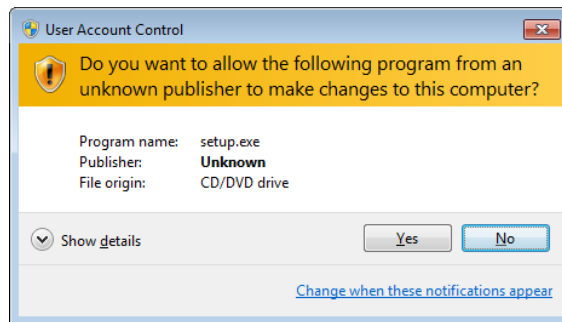 User Account Control
Do you want to allow the following program from an
unknown publisher to make changes to this computer?
Program name: setup.exe
Publisher: Unknown
File origin: CD/DVD drive
Show details
Yes
No
Change when these notifications appear